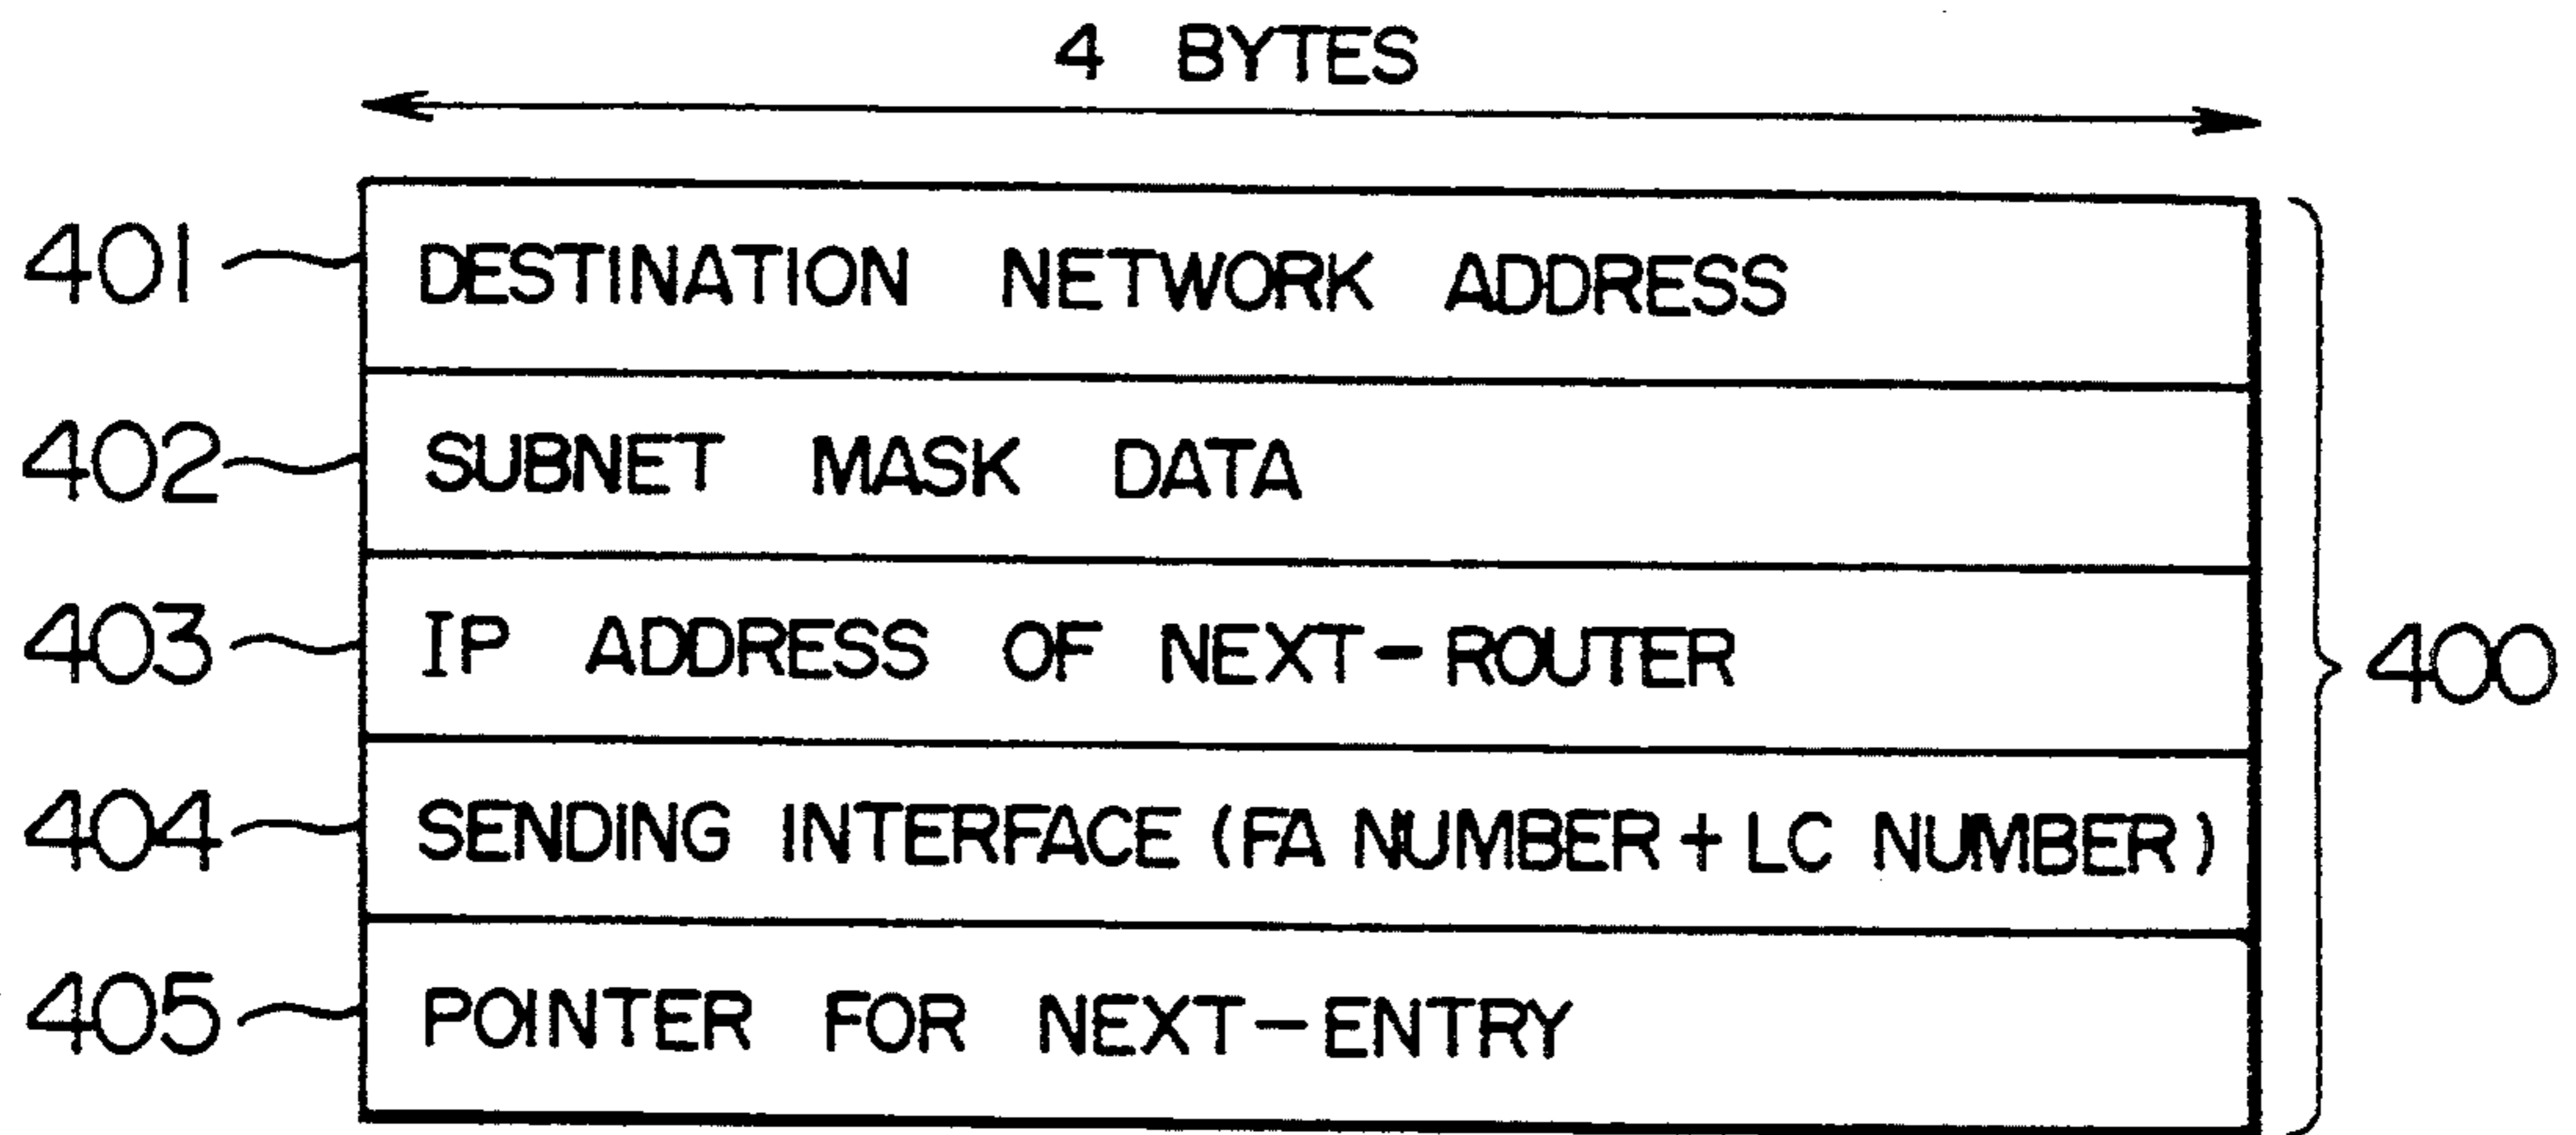 4 BYTES
401 DESTINATION NETWORK ADDRESS
402 SUBNET MASK DATA
403 IP ADDRESS OF NEXT-ROUTER
400
404 SENDING INTERFACE (FA NUMBER + LC NUMBER)
405 POINTER FOR NEXT-ENTRY